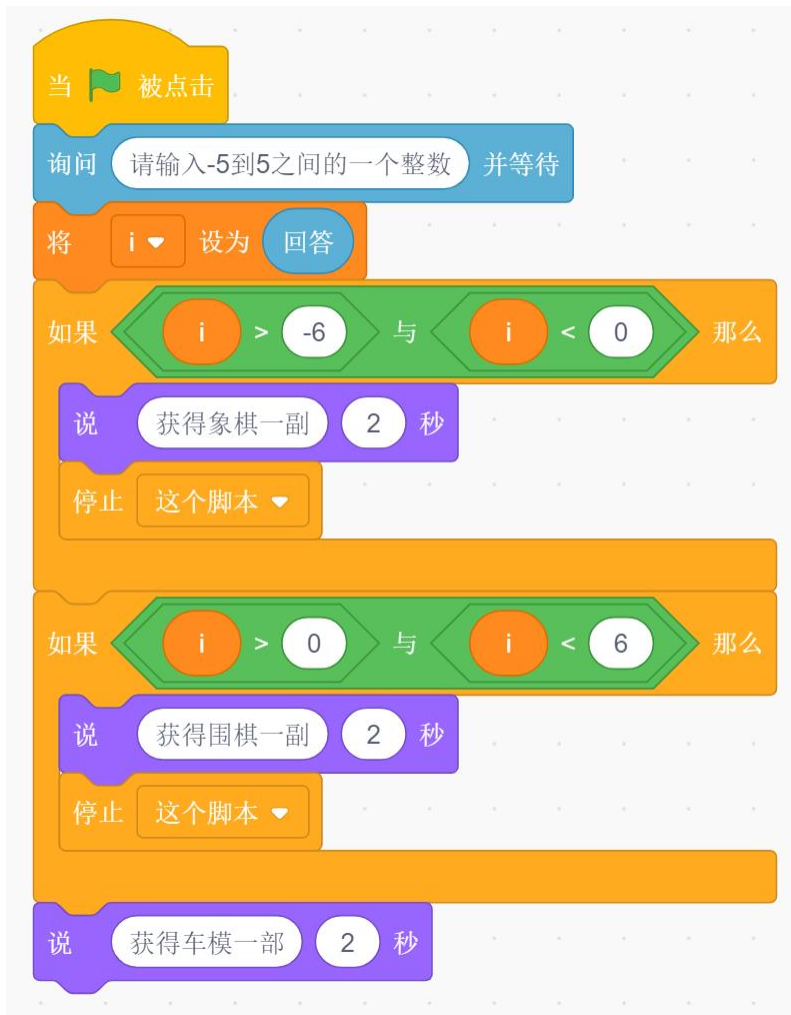 当 被点击
询问 请输入-5到5之间的一个整数 并等待
将 i 设为 回答
如果 i > -6 与 i < 0 那么
说 获得象棋一副 2 秒
停止 这个脚本
如果 i > 0 与 i < 6 那么
说 获得围棋一副 2 秒
停止 这个脚本
说 获得车模一部 2 秒